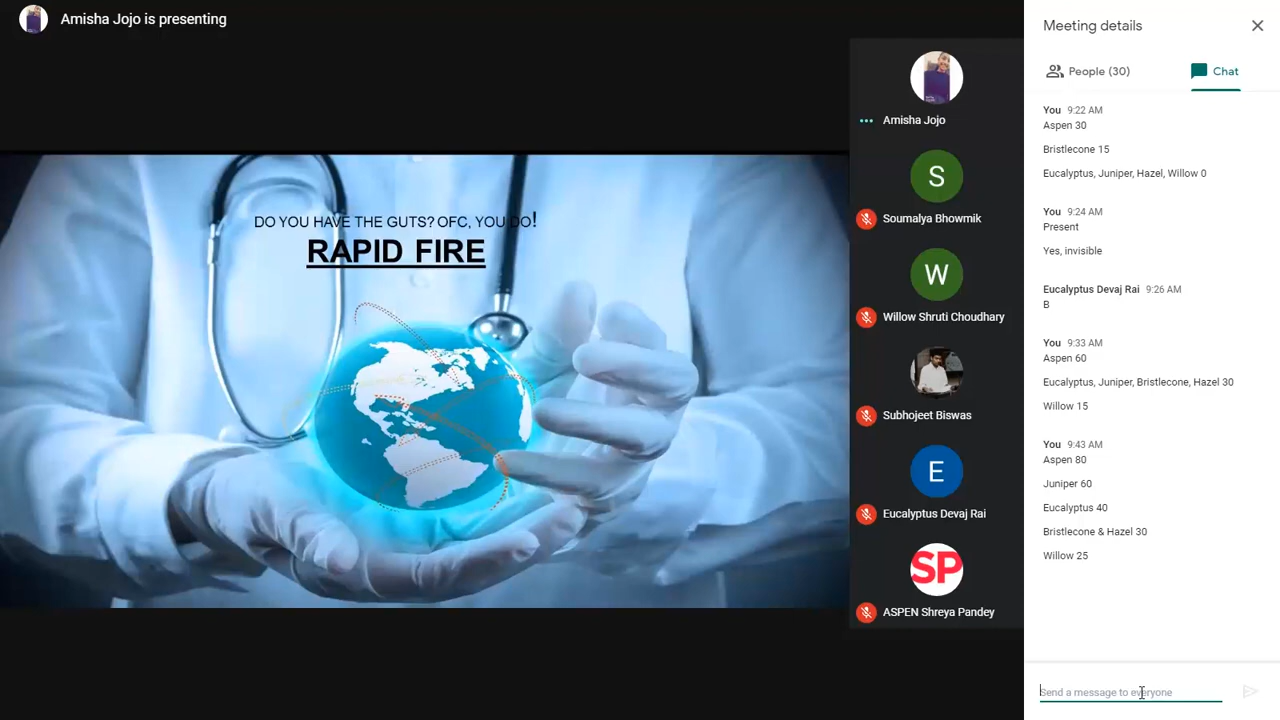 Amisha Jojo is presenting
DO YOU HAVE THE GUTS? OFC, YOU DO!
RAPID FIRE
Amisha Jojo
S
Soumalya Bhowmik
W
Willow Shruti Choudhary
Subhojeet Biswas
E
Eucalyptus Devaj Rai
SP
ASPEN Shreya Pandey
Meeting details
People (30)
Chat
You 9:22 AM
Aspen 30
Bristlecone 15
Eucalyptus, Juniper, Hazel, Willow 0
You 9:24 AM
Present
Yes, invisible
Eucalyptus Devaj Rai 9:26 AM
B
You 9:33 AM
Aspen 60
Eucalyptus, Juniper, Bristlecone, Hazel 30
Willow 15
You 9:43 AM
Aspen 80
Juniper 60
Eucalyptus 40
Bristlecone & Hazel 30
Willow 25
Send a message to everyone